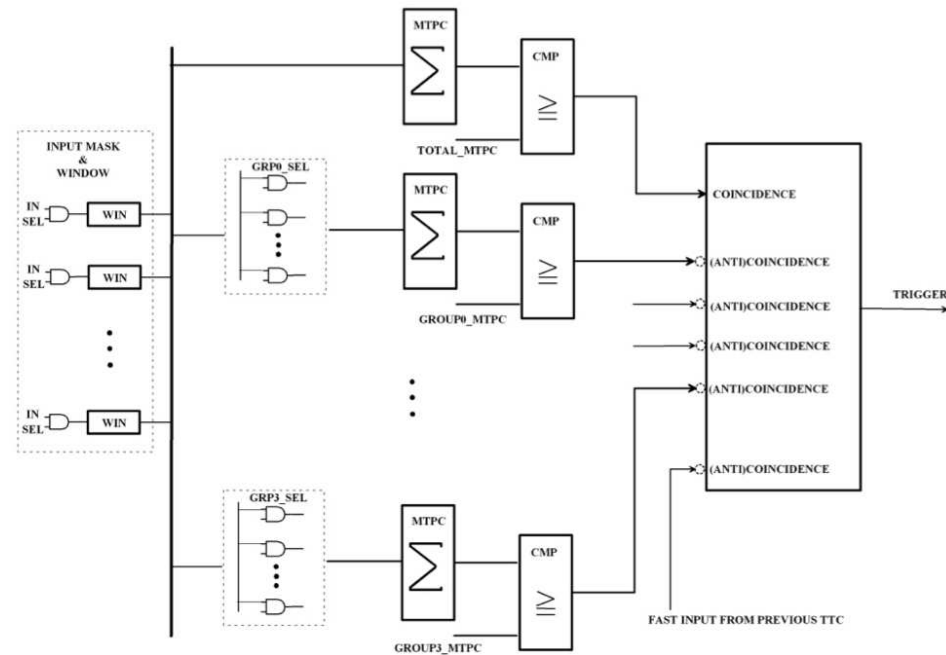 MTPC
CMP
TOTAL_MTPC
INPUT MASK
&
WINDOW
IN
SEL
WIN
IN
SEL
WIN
IN
SEL
WIN
GRP0_SEL
MTPC
CMP
GROUP0_MTPC
GRP3_SEL
MTPC
CMP
GROUP3_MTPC
COINCIDENCE
(ANTI)COINCIDENCE
(ANTI)COINCIDENCE
(ANTI)COINCIDENCE
(ANTI)COINCIDENCE
(ANTI)COINCIDENCE
TRIGGER
FAST INPUT FROM PREVIOUS TTC